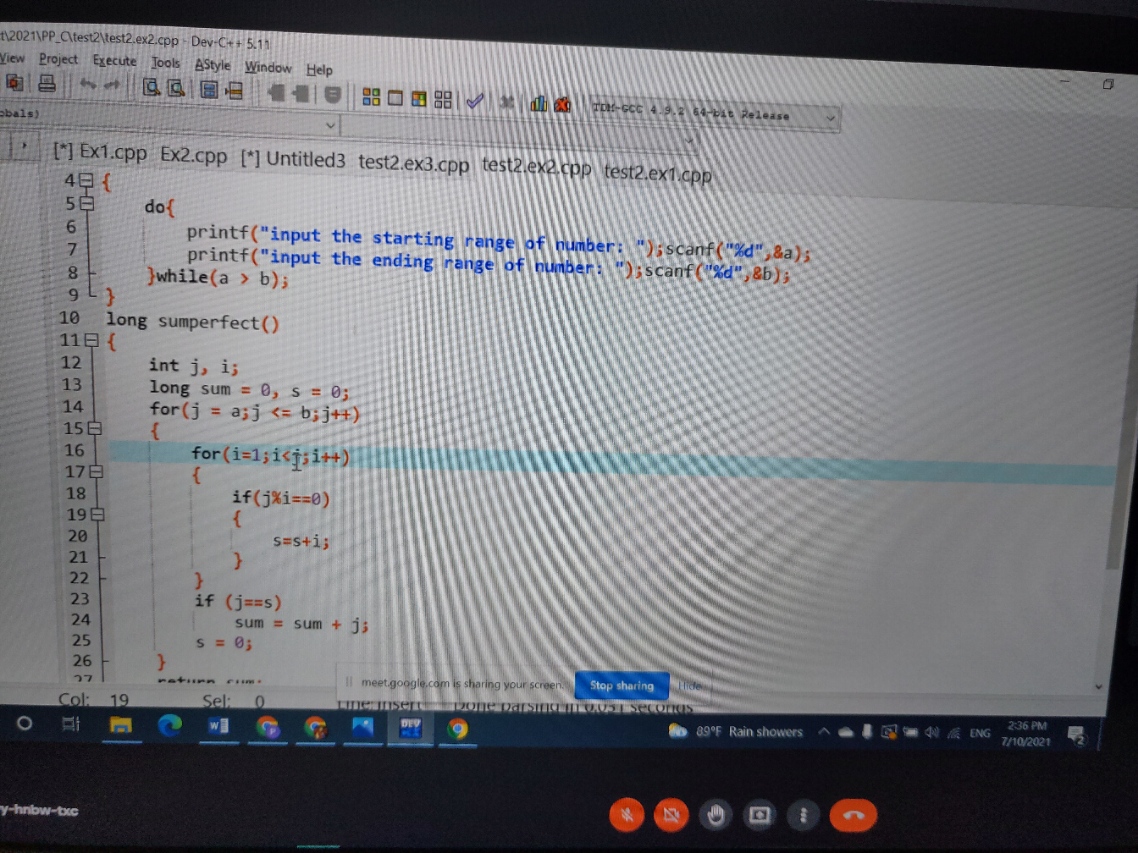 t\2021\PP_C\test2\test2.ex2.cpp - Dev-C++ 5.11
View Project Execute Tools AStyle Window Help
TDM-GCC 4.9.2 64-bit Release
obals)
[*] Ex1.cpp Ex2.cpp [*] Untitled3 test2.ex3.cpp test2.ex2.cpp test2.ex1.cpp
4 {
5 do{
6 printf("input the starting range of number: ");scanf("%d",&a);
7 printf("input the ending range of number: ");scanf("%d",&b);
8 }while(a > b);
9 }
10 long sumperfect()
11 {
12 int j, i;
13 long sum = 0, s = 0;
14 for(j = a;j <= b;j++)
15 {
16 for(i=1;i<j;i++)
17 {
18 if(j%i==0)
19 {
20 s=s+i;
21 }
22 }
23 if (j==s)
24 sum = sum + j;
25 s = 0;
26 }
27 return sum;
meet.google.com is sharing your screen. Stop sharing Hide
Col: 19 Sel: 0 Insert Done parsing in 0.031 seconds
W DEV
89°F Rain showers ENG 2:36 PM
7/10/2021 2
y-hnbw-txc